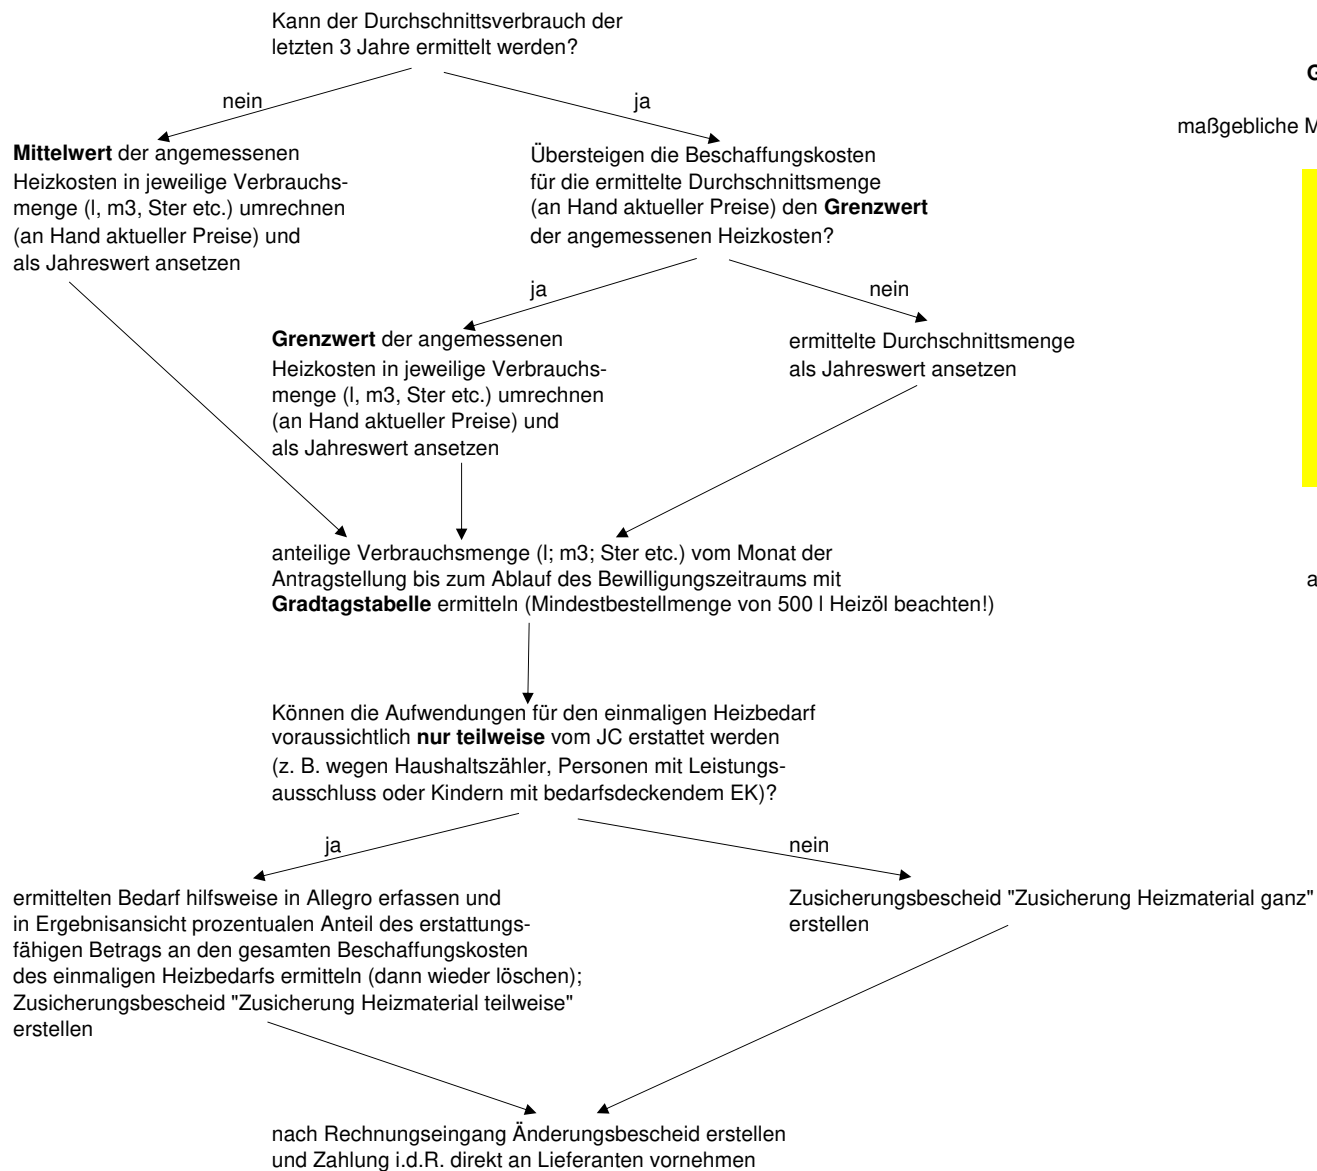 Kann der Durchschnittsverbrauch der
letzten 3 Jahre ermittelt werden?
nein
ja
Mittelwert der angemessenen
Heizkosten in jeweilige Verbrauchs-
menge (l, m3, Ster etc.) umrechnen
(an Hand aktueller Preise) und
als Jahreswert ansetzen
Übersteigen die Beschaffungskosten
für die ermittelte Durchschnittsmenge
(an Hand aktueller Preise) den Grenzwert
der angemessenen Heizkosten?
ja
nein
Grenzwert der angemessenen
Heizkosten in jeweilige Verbrauchs-
menge (l, m3, Ster etc.) umrechnen
(an Hand aktueller Preise) und
als Jahreswert ansetzen
ermittelte Durchschnittsmenge
als Jahreswert ansetzen
anteilige Verbrauchsmenge (l; m3; Ster etc.) vom Monat der
Antragstellung bis zum Ablauf des Bewilligungszeitraums mit
Gradtagstabelle ermitteln (Mindestbestellmenge von 500 l Heizöl beachten!)
Können die Aufwendungen für den einmaligen Heizbedarf
voraussichtlich nur teilweise vom JC erstattet werden
(z. B. wegen Haushaltszähler, Personen mit Leistungs-
ausschluss oder Kindern mit bedarfsdeckendem EK)?
ja
nein
ermittelten Bedarf hilfsweise in Allegro erfassen und
in Ergebnisansicht prozentualen Anteil des erstattungs-
fähigen Betrags an den gesamten Beschaffungskosten
des einmaligen Heizbedarfs ermitteln (dann wieder löschen);
Zusicherungsbescheid "Zusicherung Heizmaterial teilweise"
erstellen
Zusicherungsbescheid "Zusicherung Heizmaterial ganz"
erstellen
nach Rechnungseingang Änderungsbescheid erstellen
und Zahlung i.d.R. direkt an Lieferanten vornehmen
maßgebliche